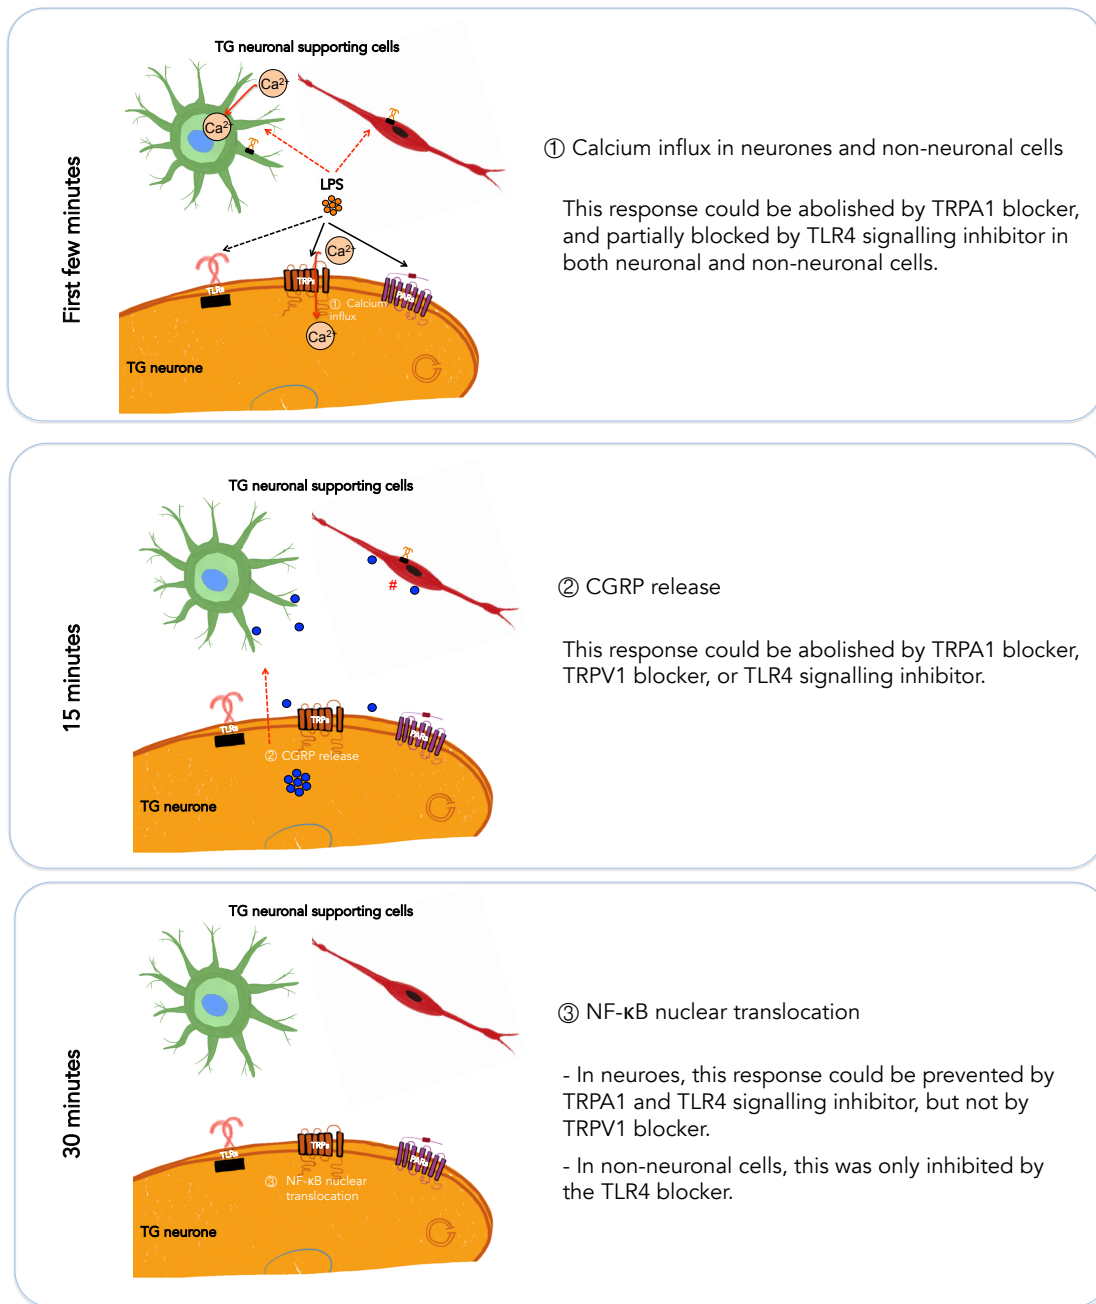 First few minutes
TG neuronal supporting cells
Ca²⁺
Ca²⁺
LPS
Ca²⁺
TLRs
TRPs
PARs
① Calcium
influx
Ca²⁺
TG neurone
① Calcium influx in neurones and non-neuronal cells
This response could be abolished by TRPA1 blocker,
and partially blocked by TLR4 signalling inhibitor in
both neuronal and non-neuronal cells.
15 minutes
TG neuronal supporting cells
#
TLRs
TRPs
PARs
② CGRP release
TG neurone
② CGRP release
This response could be abolished by TRPA1 blocker,
TRPV1 blocker, or TLR4 signalling inhibitor.
30 minutes
TG neuronal supporting cells
TLRs
TRPs
PARs
③ NF-κB nuclear
translocation
TG neurone
③ NF-κB nuclear translocation
- In neuroes, this response could be prevented by
TRPA1 and TLR4 signalling inhibitor, but not by
TRPV1 blocker.
- In non-neuronal cells, this was only inhibited by
the TLR4 blocker.